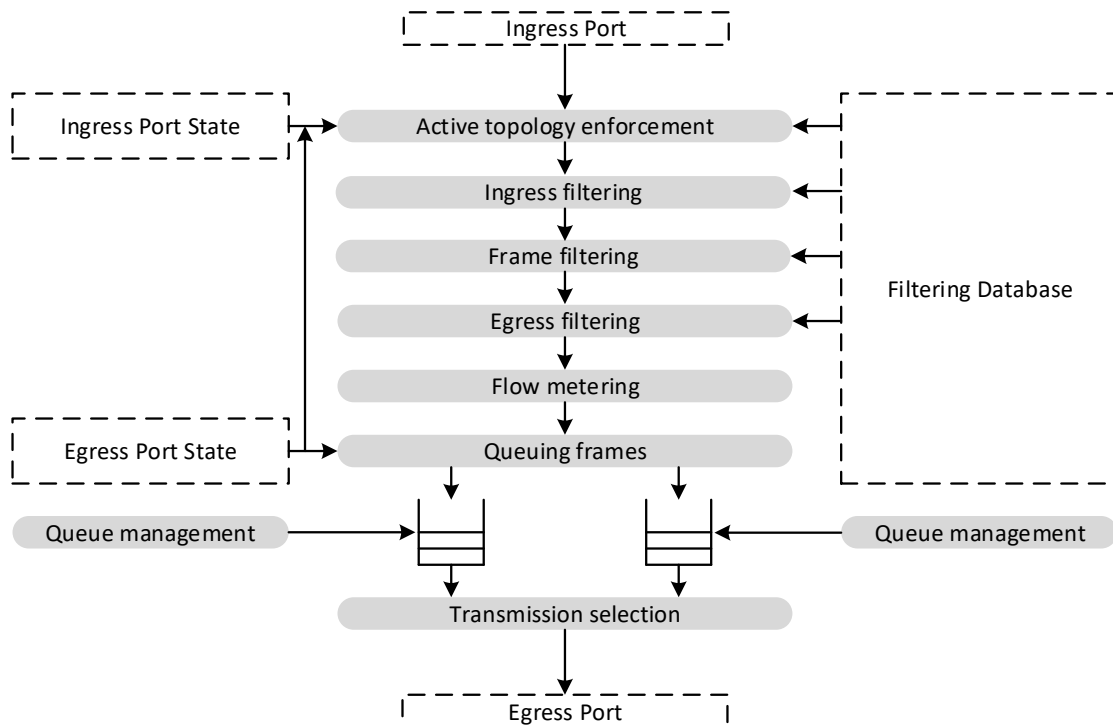 Ingress Port
Ingress Port State
Active topology enforcement
Ingress filtering
Frame filtering
Filtering Database
Egress filtering
Flow metering
Egress Port State
Queuing frames
Queue management
Queue management
Transmission selection
Egress Port